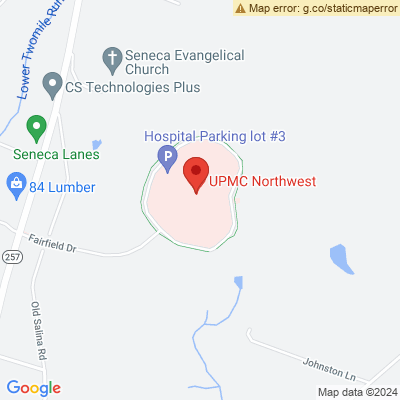 Map error: g.co/staticmaperror
Lower Twomile Run
Seneca Evangelical
Church
CS Technologies Plus
Hospital Parking lot #3
P
Seneca Lanes
UPMC Northwest
84 Lumber
Fairfield Dr
257
Old Salina Rd
Johnston Ln
Google
Map data ©2024